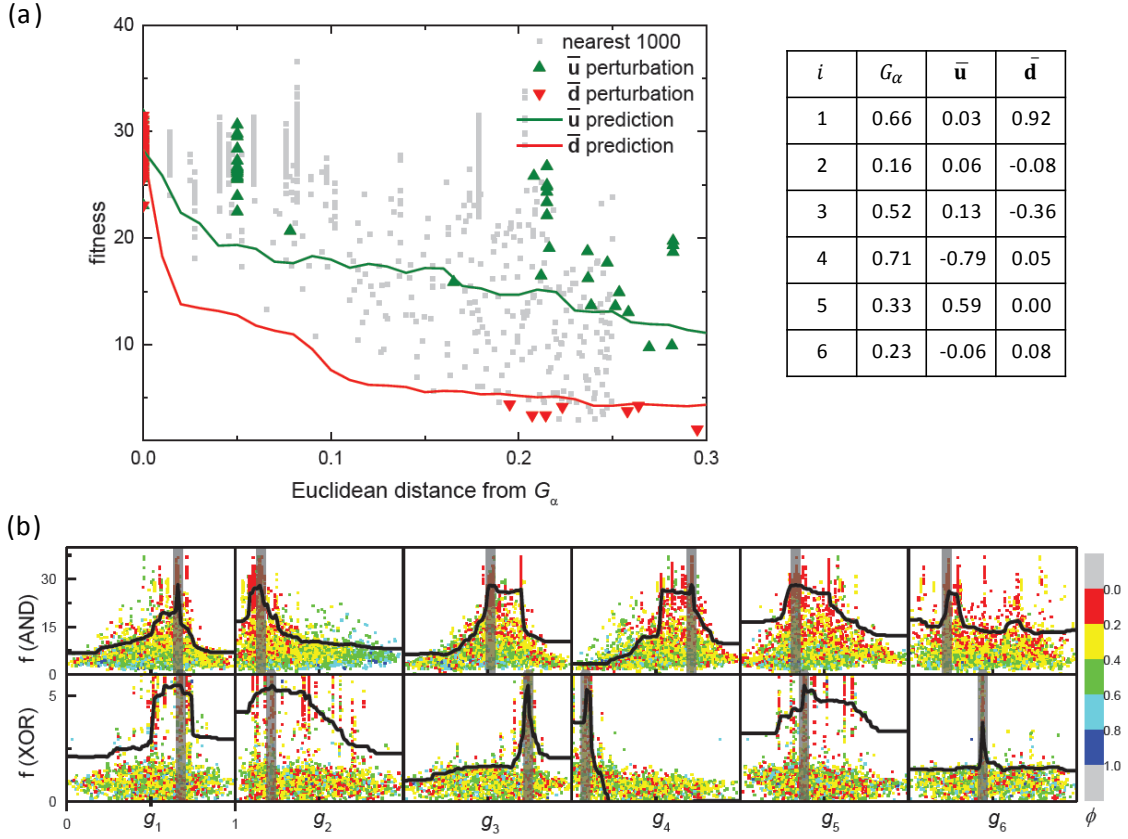 (a)
40
30
20
10
fitness
nearest 1000
u̅ perturbation
d̅ perturbation
u̅ prediction
d̅ prediction
0.0 0.1 0.2 0.3
Euclidean distance from Gα
i Gα u̅ d̅
1 0.66 0.03 0.92
2 0.16 0.06 -0.08
3 0.52 0.13 -0.36
4 0.71 -0.79 0.05
5 0.33 0.59 0.00
6 0.23 -0.06 0.08
(b)
f (AND)
30
15
0
f (XOR)
5
0
0 g1 1 g2 g3 g4 g5 g6
0.0
0.2
0.4
0.6
0.8
1.0
ϕ